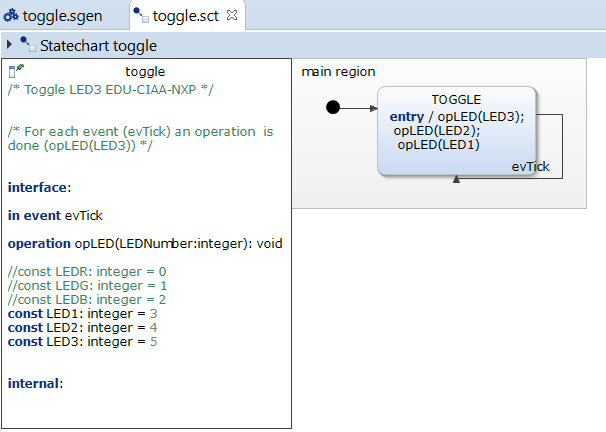 toggle.sgen
toggle.sct
Statechart toggle
toggle
/* Toggle LED3 EDU-CIAA-NXP */
/* For each event (evTick) an operation is
done (opLED(LED3)) */
interface:
in event evTick
operation opLED(LEDNumber:integer): void
//const LEDR: integer = 0
//const LEDG: integer = 1
//const LEDB: integer = 2
const LED1: integer = 3
const LED2: integer = 4
const LED3: integer = 5
internal:
main region
TOGGLE
entry / opLED(LED3);
opLED(LED2);
opLED(LED1)
evTick